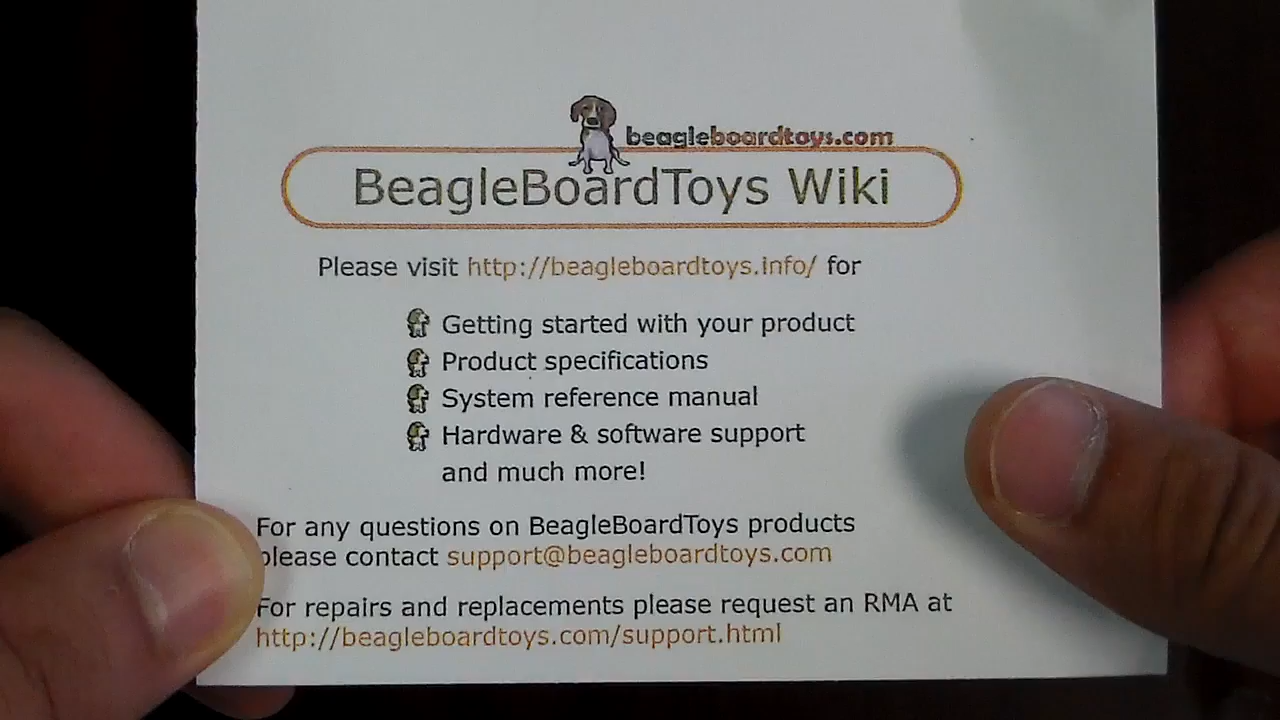 beagleboardtoys.com
BeagleBoardToys Wiki
Please visit http://beagleboardtoys.info/ for
Getting started with your product
Product specifications
System reference manual
Hardware & software support
and much more!
For any questions on BeagleBoardToys products
please contact support@beagleboardtoys.com
For repairs and replacements please request an RMA at
http://beagleboardtoys.com/support.html